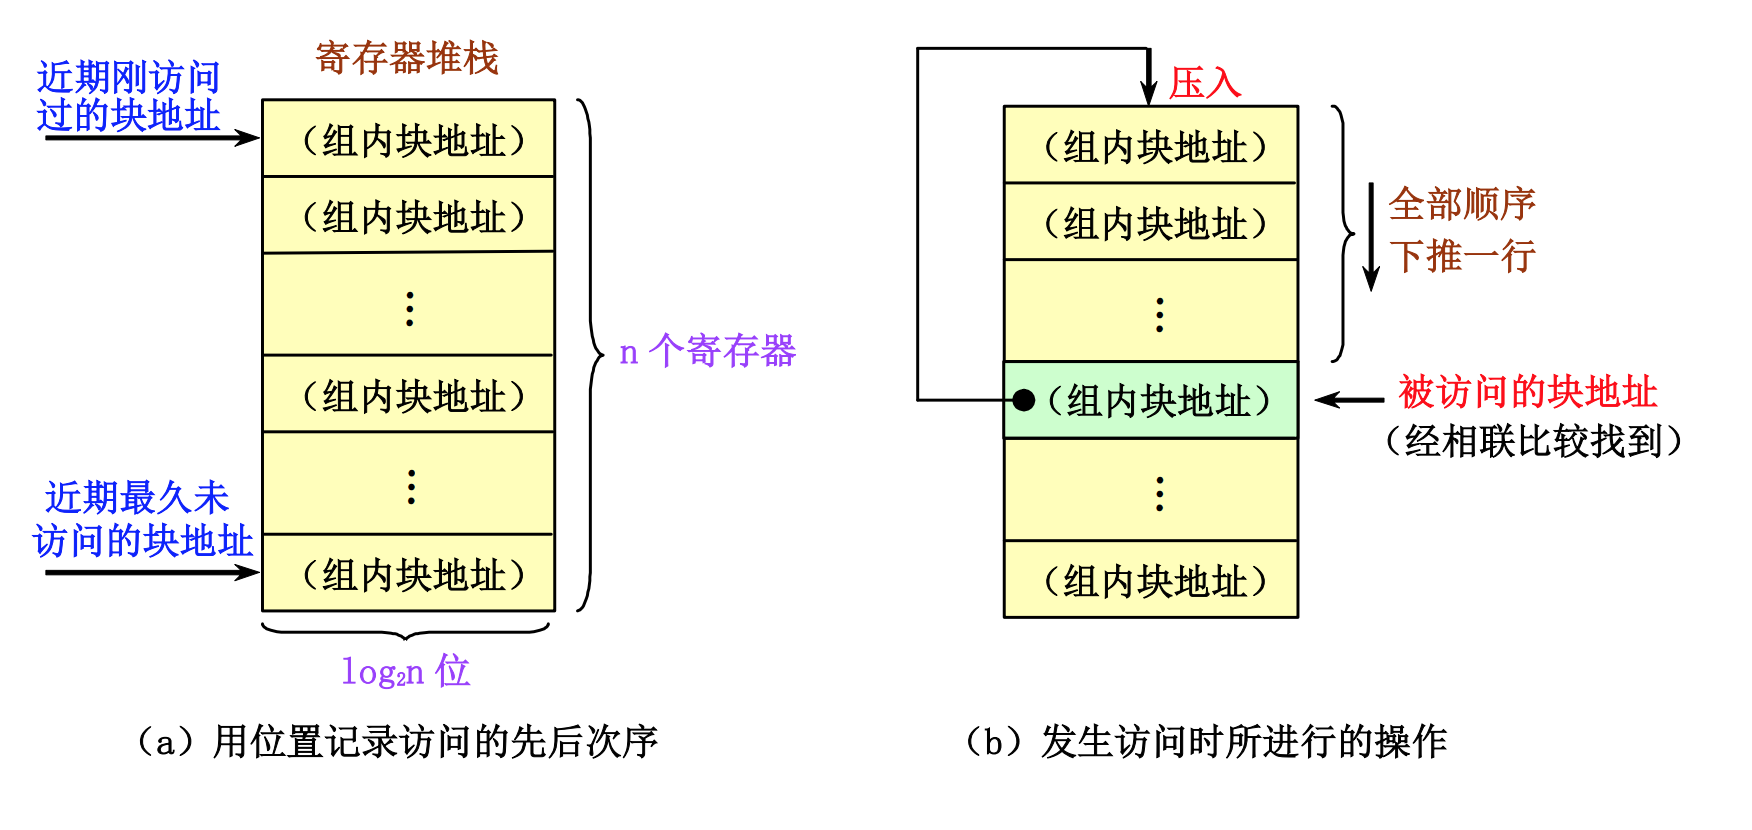 寄存器堆栈
近期刚访问
过的块地址
(组内块地址)
(组内块地址)
⋮
(组内块地址)
⋮
(组内块地址)
n 个寄存器
近期最久未
访问的块地址
log₂n 位
(a) 用位置记录访问的先后次序
压入
(组内块地址)
(组内块地址)
⋮
(组内块地址)
⋮
(组内块地址)
全部顺序
下推一行
被访问的块地址
(经相联比较找到)
(b) 发生访问时所进行的操作